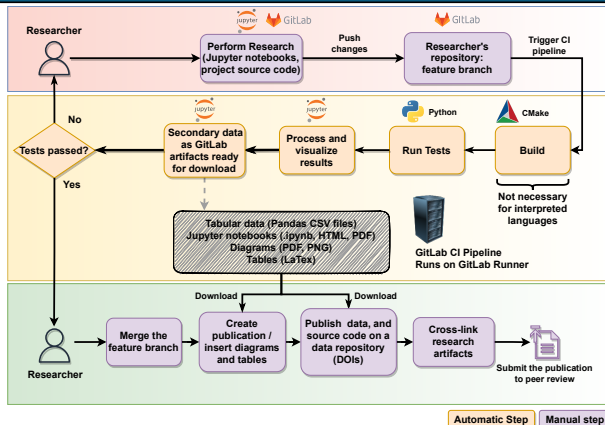 jupyter
GitLab
GitLab
Researcher
Perform Research
(Jupyter notebooks,
project source code)
Push
changes
Researcher's
repository:
feature branch
Trigger CI
pipeline
No
jupyter
jupyter
Python
CMake
Tests passed?
Secondary data
as GitLab
artifacts ready
for download
Process and
visualize
results
Run Tests
Build
Yes
Not necessary
for interpreted
languages
Tabular data (Pandas CSV files)
Jupyter notebooks (.ipynb, HTML, PDF)
Diagrams (PDF, PNG)
Tables (LaTex)
GitLab CI Pipeline
Runs on GitLab Runner
Download
Download
Researcher
Merge the
feature branch
Create
publication /
insert diagrams
and tables
Publish data, and
source code on a
data repository
(DOIs)
Cross-link
research
artifacts
Submit the publication
to peer review
Automatic Step
Manual step